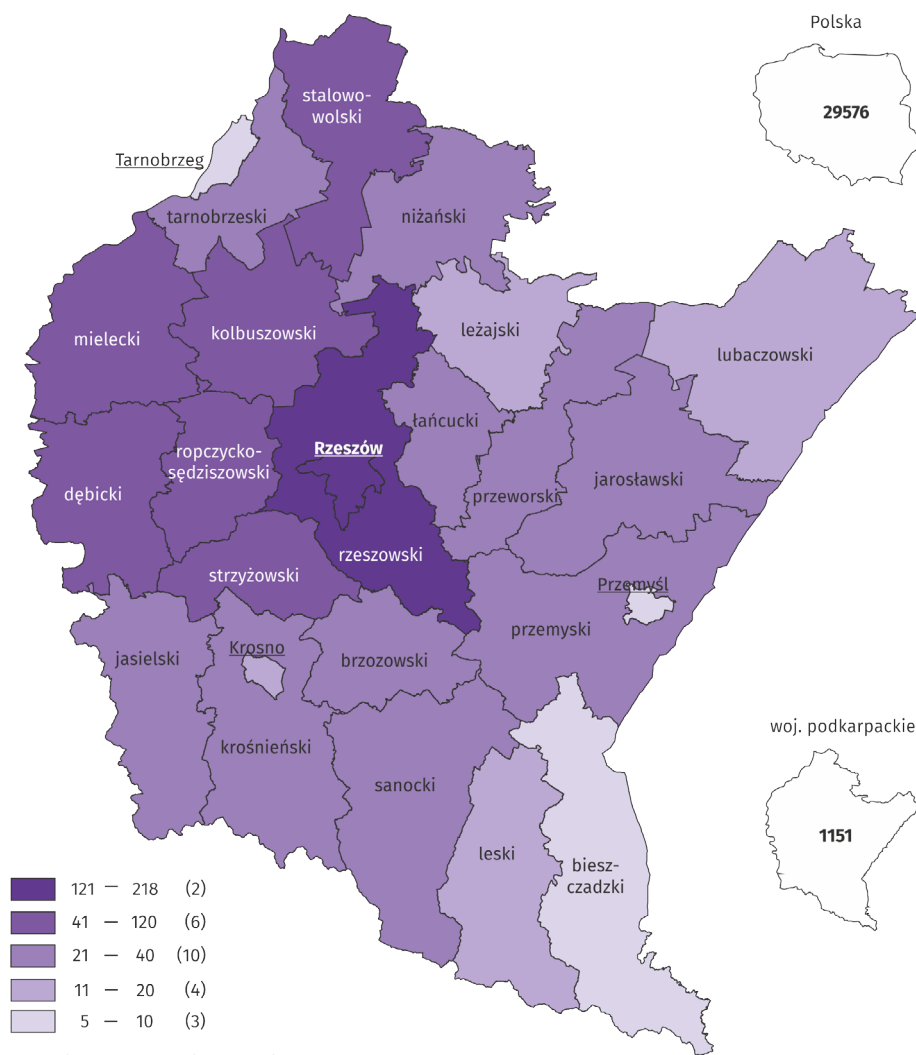 Polska
29576
stalowo-
wolski
Tarnobrzeg
tarnobrzeski
niżański
mielecki
kolbuszowski
leżajski
lubaczowski
łańcucki
Rzeszów
ropczycko-
sędziszowski
dębicki
przeworski
jarosławski
rzeszowski
strzyżowski
Przemyśl
przemyski
jasielski
Krosno
brzozowski
krośnieński
woj. podkarpackie
1151
sanocki
leski
biesz-
czadzki
121 — 218 (2)
41 — 120 (6)
21 — 40 (10)
11 — 20 (4)
5 — 10 (3)